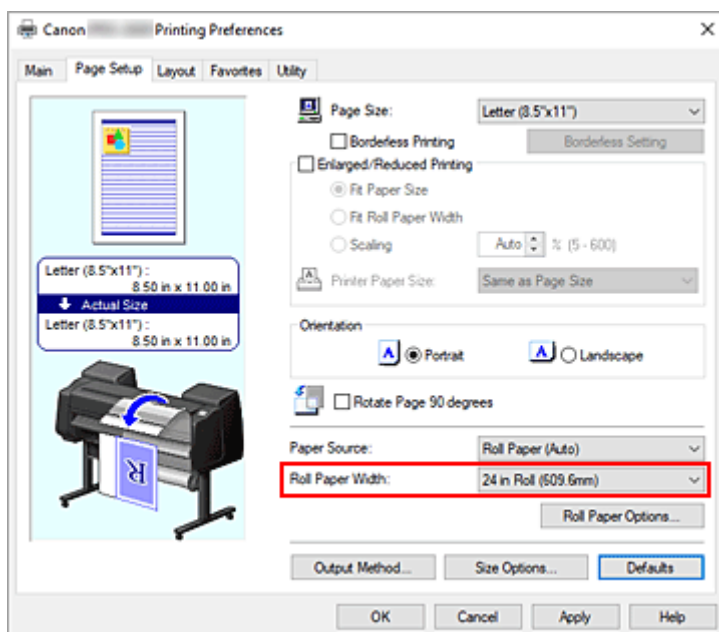 Canon Printing Preferences
Main Page Setup Layout Favorites Utility
Page Size: Letter (8.5"x11")
Borderless Printing Borderless Setting
Enlarged/Reduced Printing
Fit Paper Size
Fit Roll Paper Width
Scaling Auto % (5 - 600)
Printer Paper Size: Same as Page Size
Letter (8.5"x11") :
8.50 in x 11.00 in
Actual Size
Letter (8.5"x11") :
8.50 in x 11.00 in
Orientation
A Portrait A Landscape
Rotate Page 90 degrees
Paper Source: Roll Paper (Auto)
Roll Paper Width: 24 in Roll (609.6mm)
Roll Paper Options...
R
Output Method... Size Options... Defaults
OK Cancel Apply Help